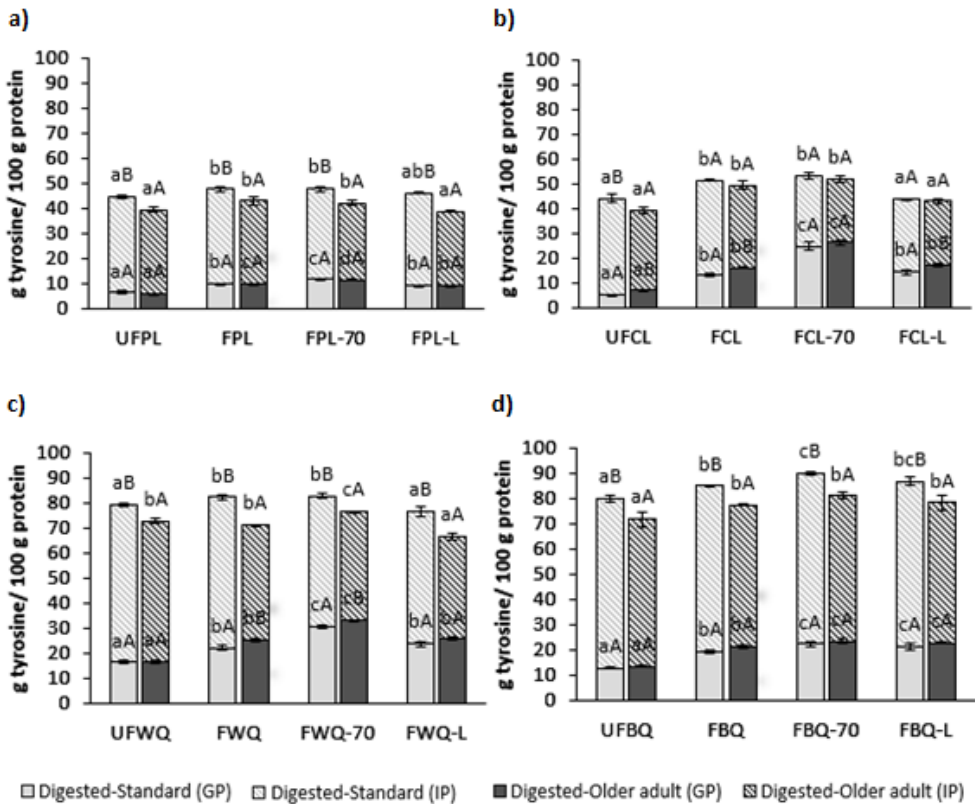 a)
g tyrosine/ 100 g protein
100
90
80
70
60
50
40
30
20
10
0
aB aA bB bA bB bA abB aA
aA aA bA cA cA dA bA bA
UFPL FPL FPL-70 FPL-L
b)
g tyrosine/ 100 g protein
100
90
80
70
60
50
40
30
20
10
0
aB aA bA bA bA bA aA aA
aA aB bA bB cA cA bA bB
UFCL FCL FCL-70 FCL-L
c)
g tyrosine/ 100 g protein
100
90
80
70
60
50
40
30
20
10
0
aB bA bB bA bB cA aB aA
aA aA bA bB cA cB bA bA
UFWQ FWQ FWQ-70 FWQ-L
d)
g tyrosine/ 100 g protein
100
90
80
70
60
50
40
30
20
10
0
aB aA bB bA cB bA bcB bA
aA aA bA bA cA cA cA cA
UFBQ FBQ FBQ-70 FBQ-L
Digested-Standard (GP) Digested-Standard (IP) Digested-Older adult (GP) Digested-Older adult (IP)